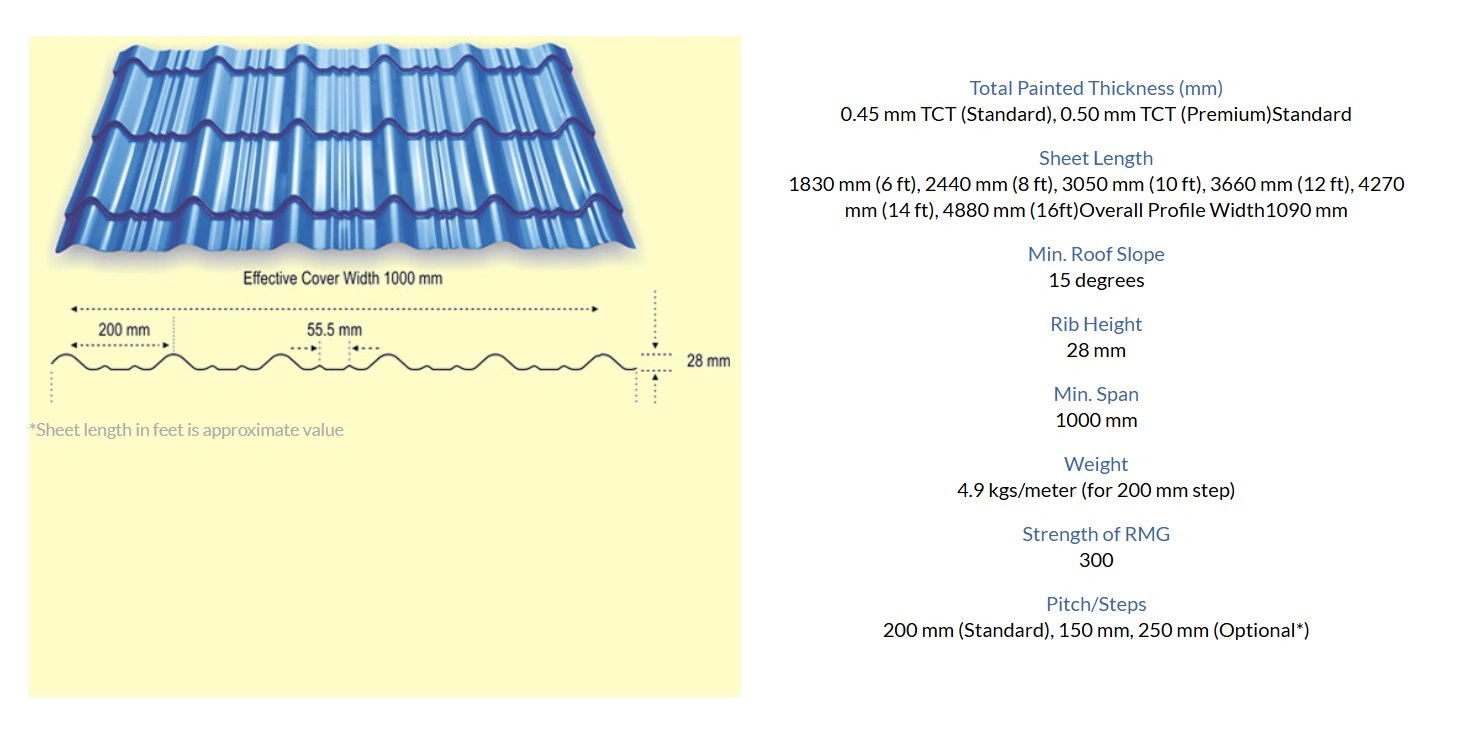 Effective Cover Width 1000 mm
200 mm
55.5 mm
28 mm
*Sheet length in feet is approximate value
Total Painted Thickness (mm)
0.45 mm TCT (Standard), 0.50 mm TCT (Premium)Standard
Sheet Length
1830 mm (6 ft), 2440 mm (8 ft), 3050 mm (10 ft), 3660 mm (12 ft), 4270
mm (14 ft), 4880 mm (16ft)Overall Profile Width1090 mm
Min. Roof Slope
15 degrees
Rib Height
28 mm
Min. Span
1000 mm
Weight
4.9 kgs/meter (for 200 mm step)
Strength of RMG
300
Pitch/Steps
200 mm (Standard), 150 mm, 250 mm (Optional*)